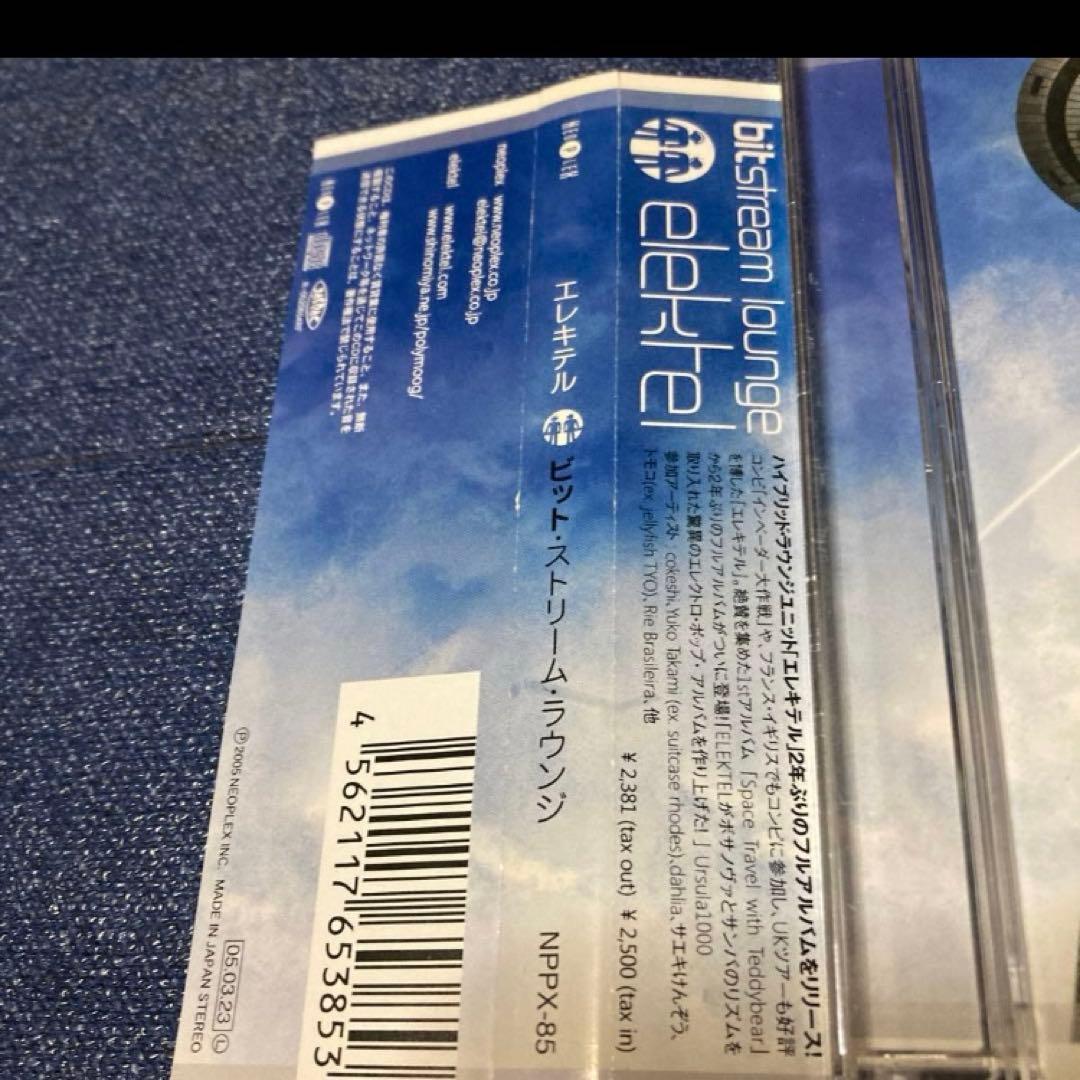 bitstream lounge
elektel
ハイブリッド・ラウンジユニット「エレキテル」2年ぶりのフルアルバムをリリース!
コンピ「インベーダー大作戦」や、フランス・イギリスでもコンピに参加し、UKツアーも好評
を博した「エレキテル」。絶賛を集めた1stアルバム「Space Travel with Teddybear」
から2年ぶりのフルアルバムがついに登場!「ELEKTELがボサノヴァとサンバのリズムを
取り入れた驚異のエレクトロ・ポップ・アルバムを作り上げた!」Ursula1000
参加アーティスト cokeshi、Yuko Takami (ex. suitcase rhodes)、dahlia、サエキけんぞう、
トモコ(ex. jellyfish TYO)、Rie Brasileira、他
¥ 2,381 (tax out) ¥ 2,500 (tax in)
NEOPLEX
エレキテル
ビット・ストリーム・ラウンジ
NPPX-85
neoplex www.neoplex.co.jp
elektel@neoplex.co.jp
elektel www.elektel.com
www.shinomiya.ne.jp/polymoog/
NEOPLEX
4 562117 653853
℗ 2005 NEOPLEX INC. MADE IN JAPAN STEREO
05.03.23 Ⓛ